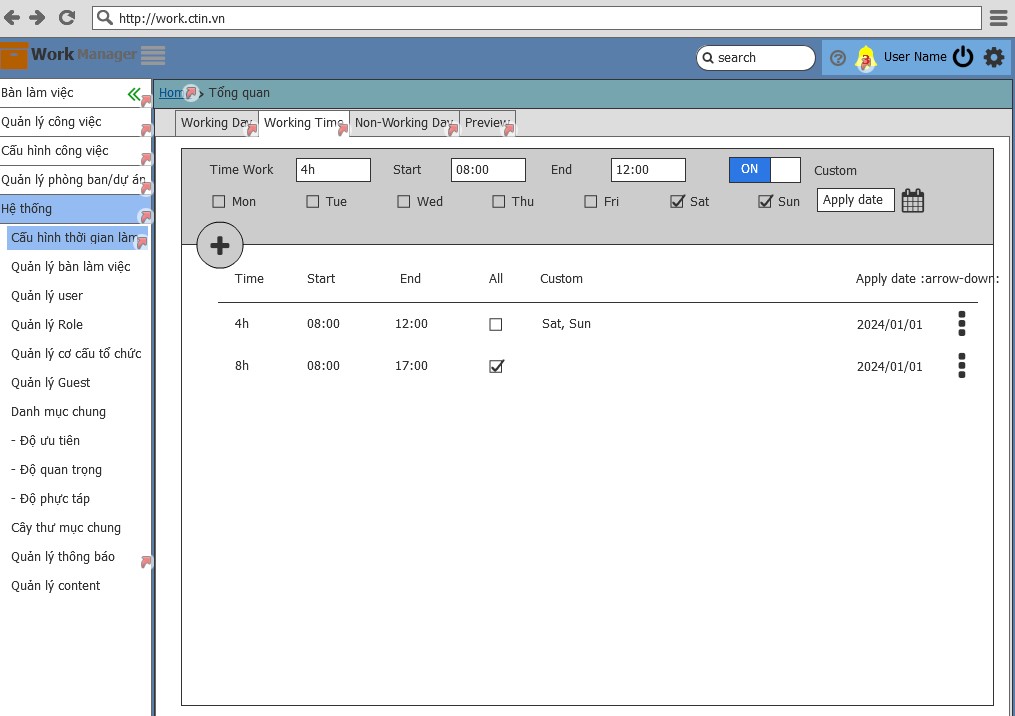 http://work.ctin.vn
Work Manager
search
User Name
Bàn làm việc
Quản lý công việc
Cấu hình công việc
Quản lý phòng ban/dự án
Hệ thống
Cấu hình thời gian làm
Quản lý bàn làm việc
Quản lý user
Quản lý Role
Quản lý cơ cấu tổ chức
Quản lý Guest
Danh mục chung
- Độ ưu tiên
- Độ quan trọng
- Độ phực táp
Cây thư mục chung
Quản lý thông báo
Quản lý content
Home > Tổng quan
Working Day Working Time Non-Working Day Preview
Time Work 4h Start 08:00 End 12:00 ON Custom
Mon Tue Wed Thu Fri Sat Sun Apply date
Time Start End All Custom Apply date :arrow-down:
4h 08:00 12:00 Sat, Sun 2024/01/01
8h 08:00 17:00 2024/01/01